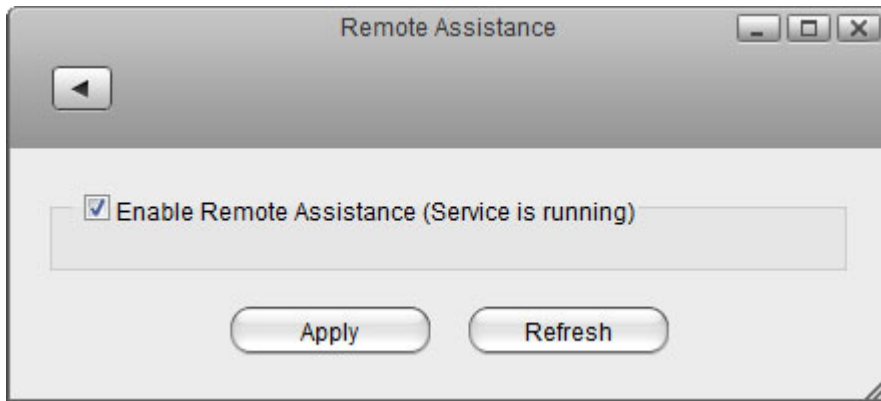 Remote Assistance
Enable Remote Assistance (Service is running)
Apply
Refresh